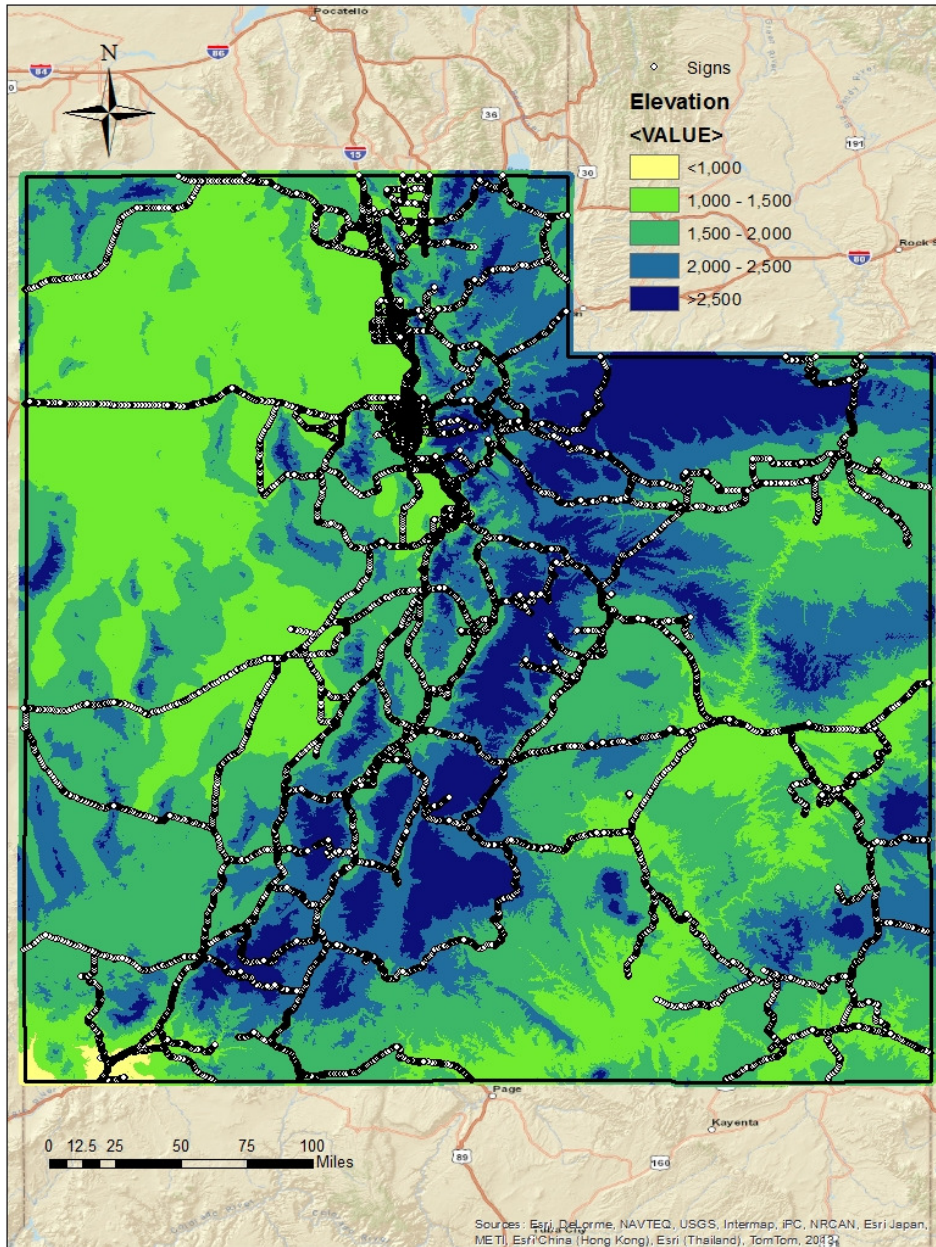 Pocatello
N
86
84
15
36
30
191
80
Rock S
Signs
Elevation
<VALUE>
<1,000
1,000 - 1,500
1,500 - 2,000
2,000 - 2,500
>2,500
Page
Kayenta
89
160
Tuba City
0 12.5 25 50 75 100
Miles
Sources: Esri, DeLorme, NAVTEQ, USGS, Intermap, iPC, NRCAN, Esri Japan,
METI, Esri China (Hong Kong), Esri (Thailand), TomTom, 2013